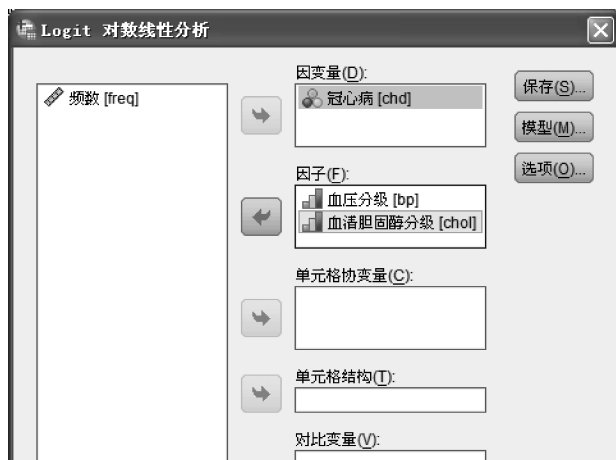 Logit 对数线性分析
频数 [freq]
因变量(D):
冠心病 [chd]
因子(F):
血压分级 [bp]
血清胆固醇分级 [chol]
单元格协变量(C):
单元格结构(T):
对比变量(V):
保存(S)...
模型(M)...
选项(O)...